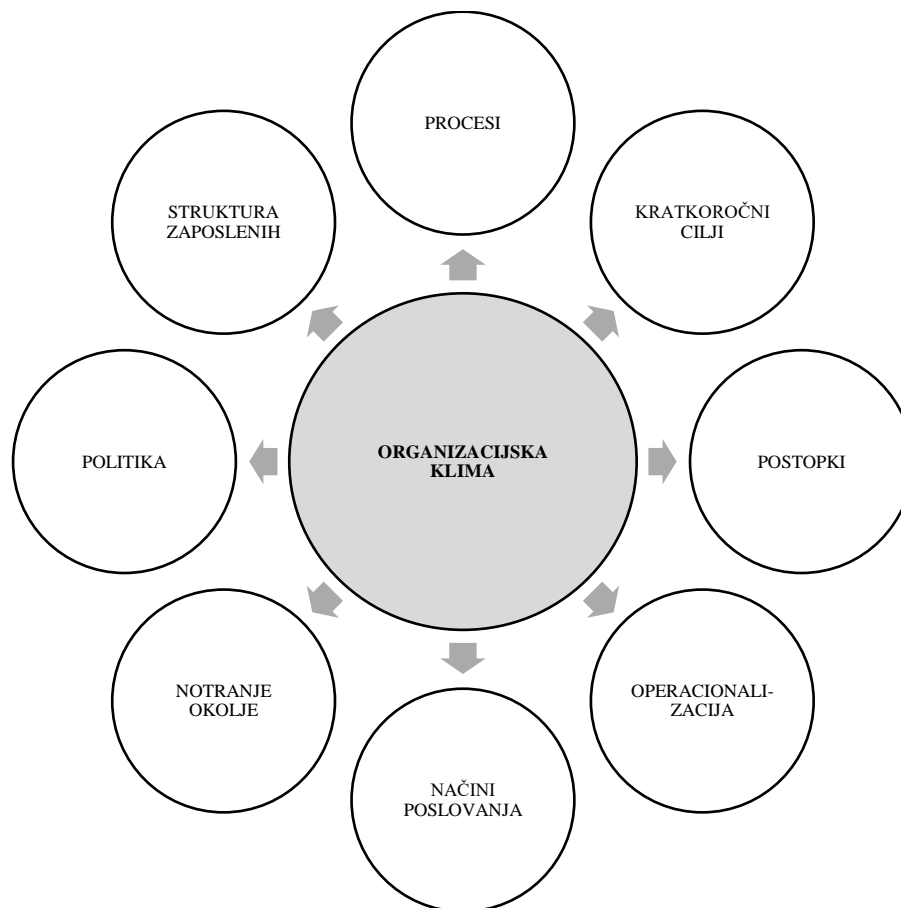 PROCESI
STRUKTURA
ZAPOSLENIH
KRATKOROČNI
CILJI
POLITIKA
ORGANIZACIJSKA
KLIMA
POSTOPKI
NOTRANJE
OKOLJE
OPERACIONALI-
ZACIJA
NAČINI
POSLOVANJA